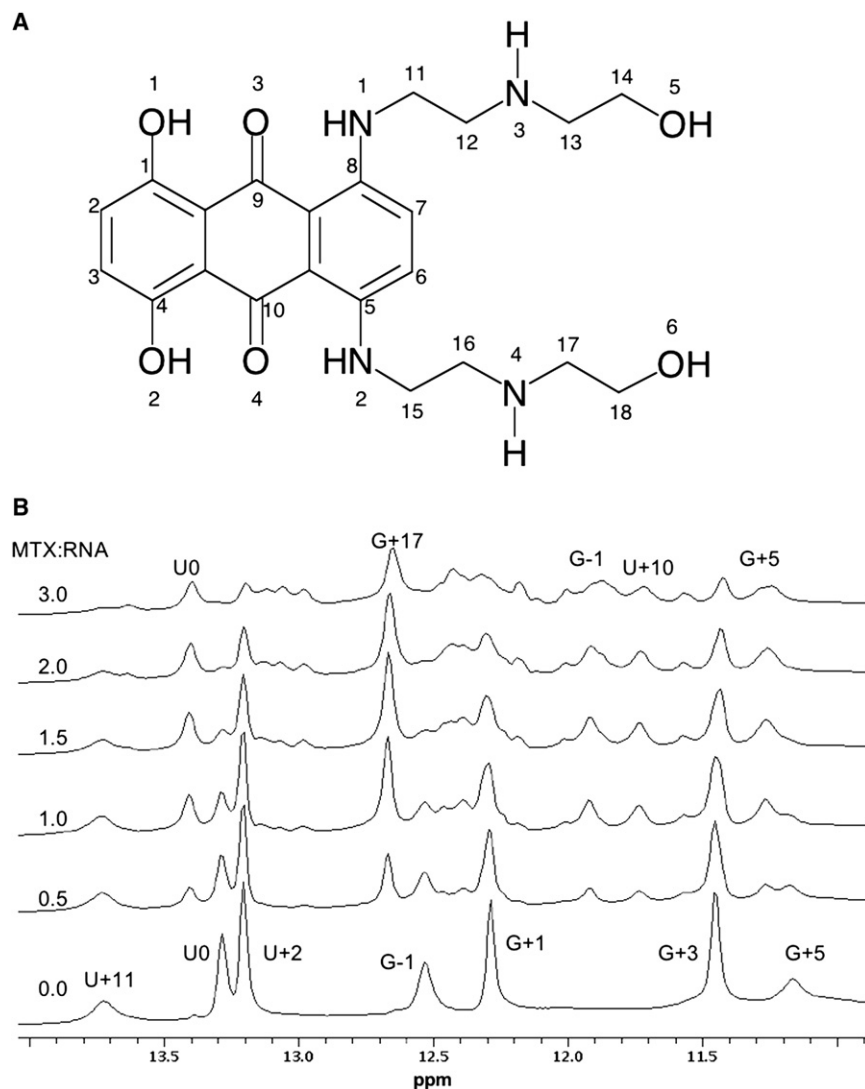 A
H
1 3 1 11 N 14 5
OH O HN 12 3 13 OH
1 8
2 9 7
3 6
4 10 5
16 4 17 6
OH O HN N OH
2 4 2 15 18
H
B
MTX:RNA
U0 G+17 G-1 U+10 G+5
3.0
2.0
1.5
1.0
0.5
0.0 U+11 U0 U+2 G-1 G+1 G+3 G+5
13.5 13.0 12.5 12.0 11.5
ppm